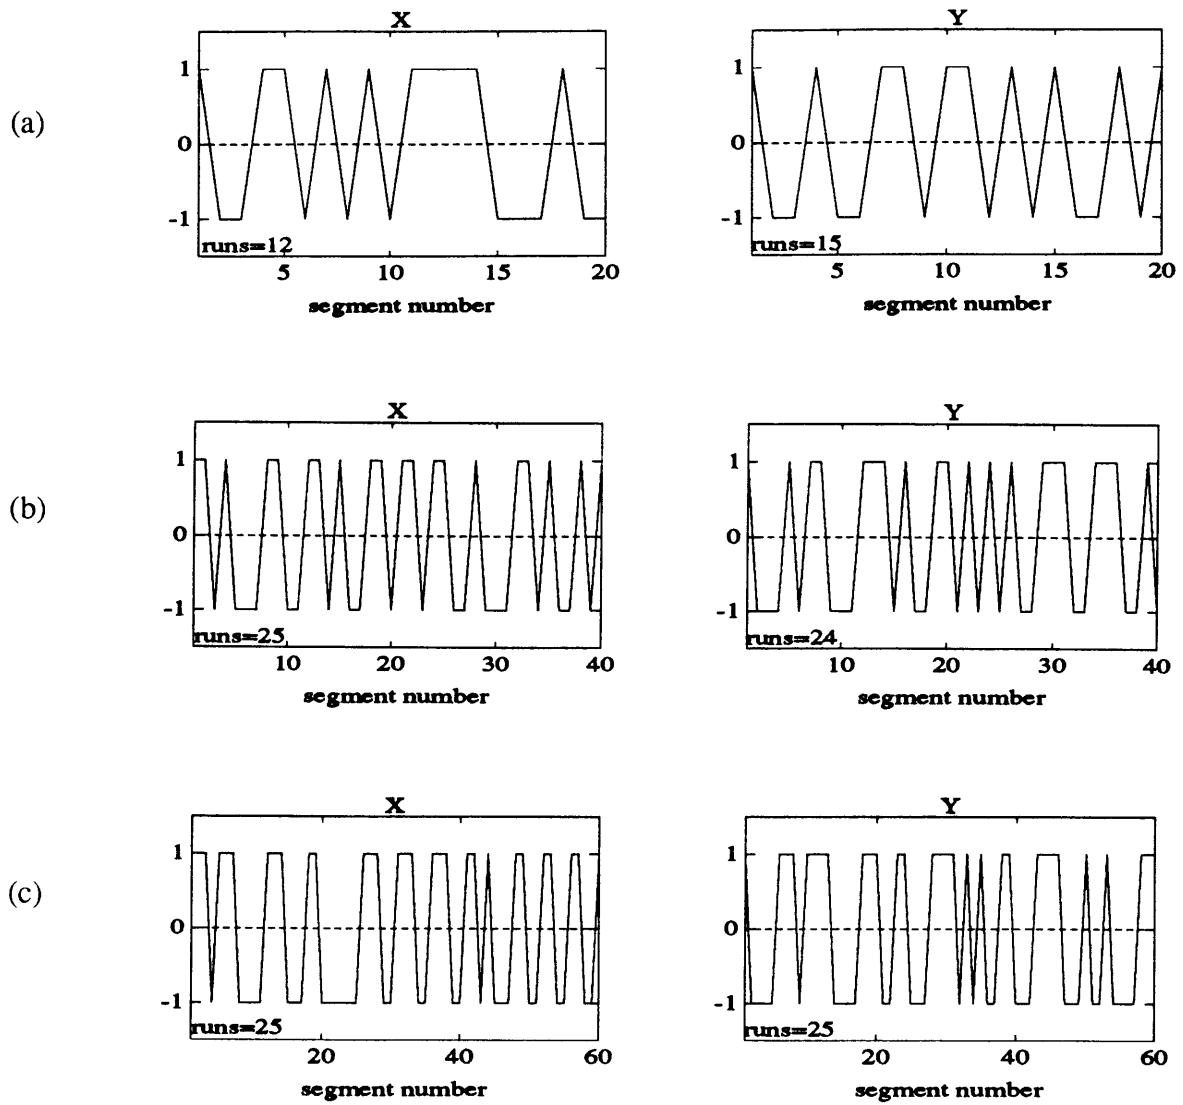 X Y
(a)
1
0
-1
runs=12
5 10 15 20
segment number
1
0
-1
runs=15
5 10 15 20
segment number
X Y
(b)
1
0
-1
runs=25
10 20 30 40
segment number
1
0
-1
runs=24
10 20 30 40
segment number
X Y
(c)
1
0
-1
runs=25
20 40 60
segment number
1
0
-1
runs=25
20 40 60
segment number